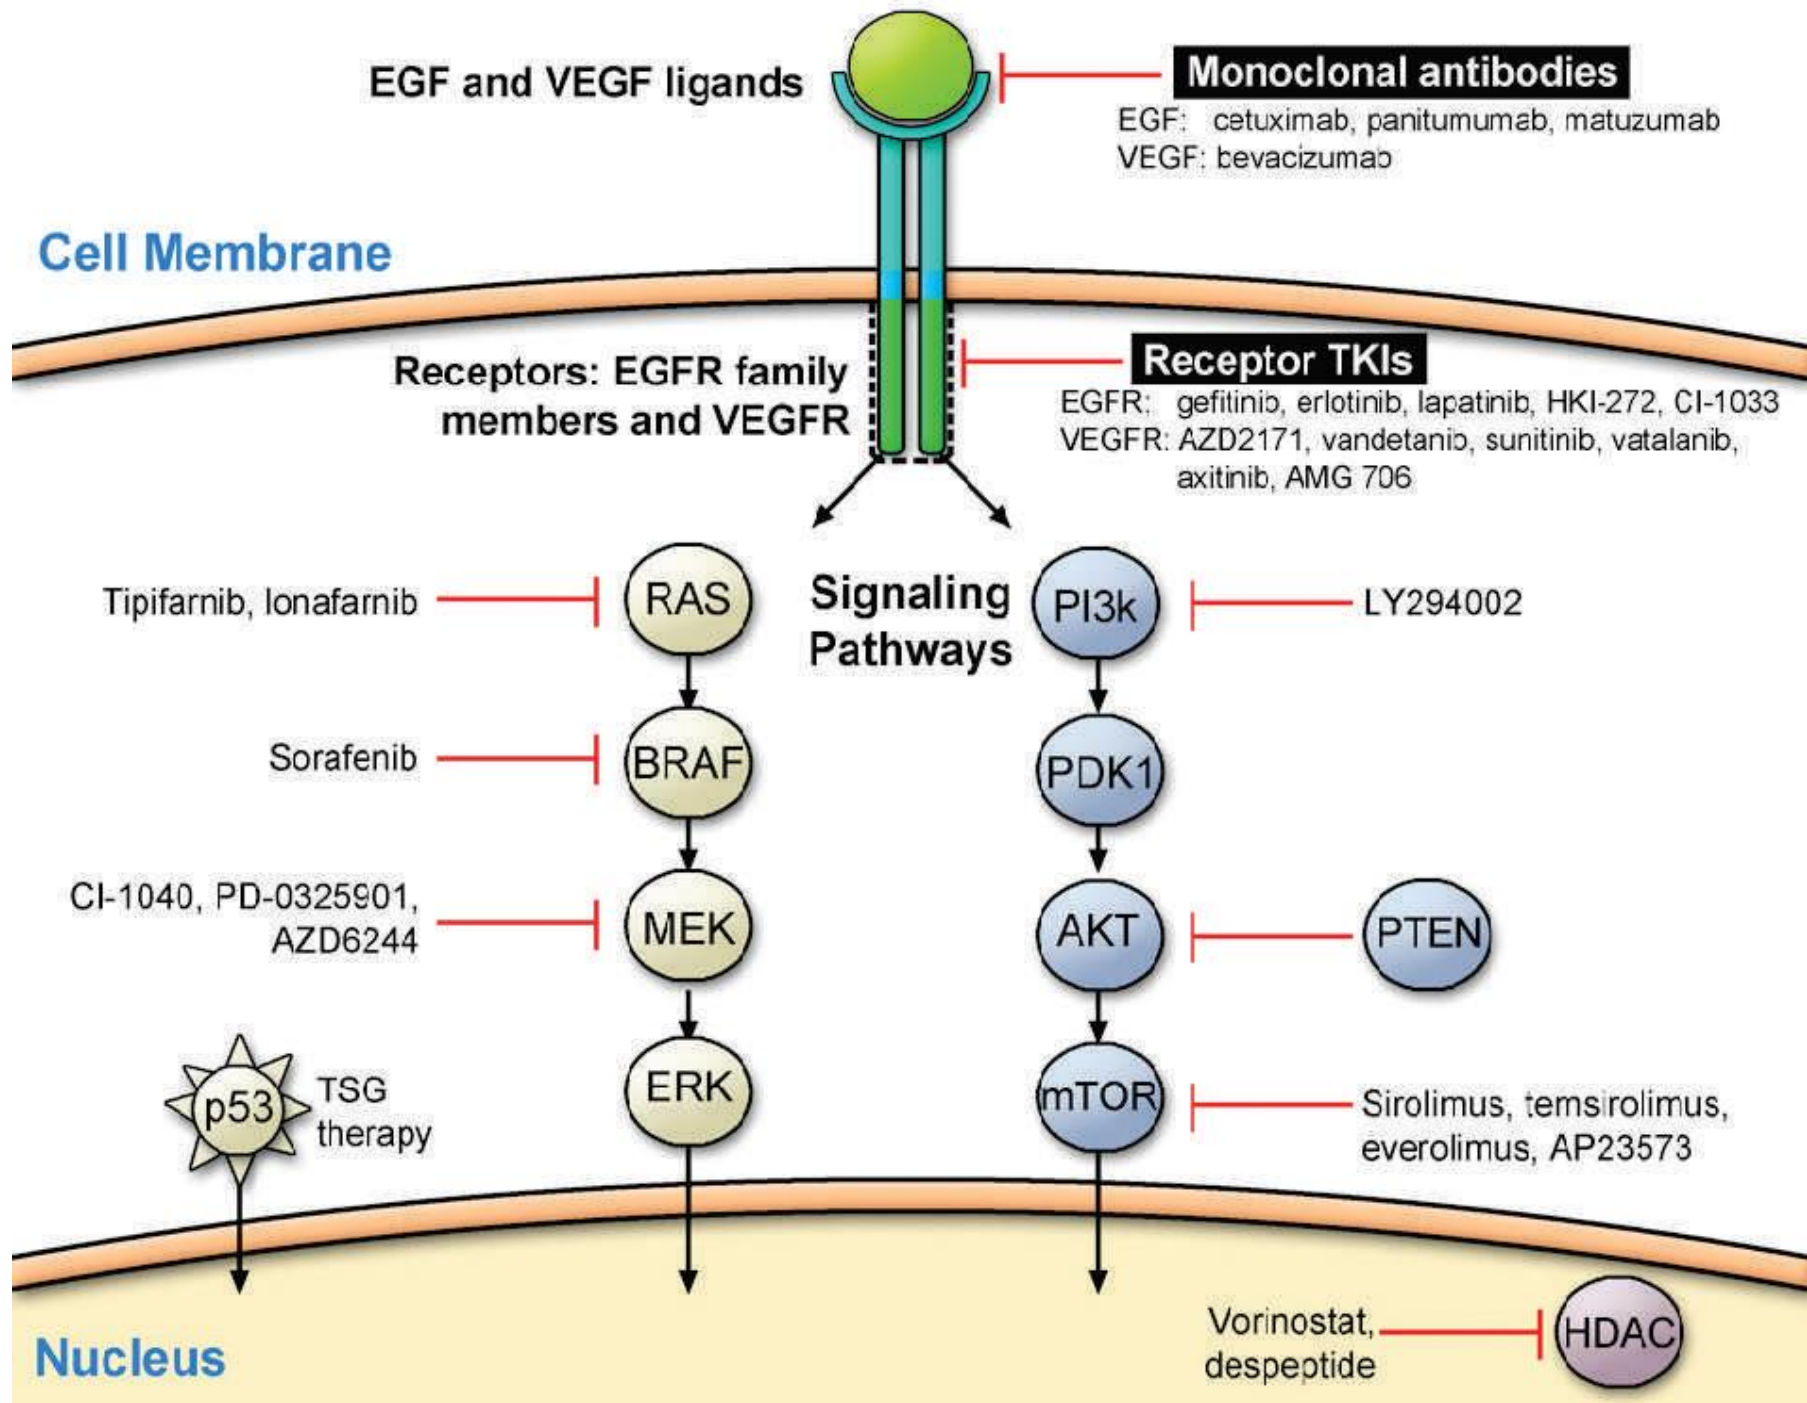 EGF and VEGF ligands
Monoclonal antibodies
EGF: cetuximab, panitumumab, matuzumab
VEGF: bevacizumab
Cell Membrane
Receptors: EGFR family
members and VEGFR
Receptor TKIs
EGFR: gefitinib, erlotinib, lapatinib, HKI-272, CI-1033
VEGFR: AZD2171, vandetanib, sunitinib, vatalanib,
axitinib, AMG 706
Signaling
Pathways
Tipifarnib, lonafarnib
RAS
PI3k
LY294002
Sorafenib
BRAF
PDK1
CI-1040, PD-0325901,
AZD6244
MEK
AKT
PTEN
p53
TSG
therapy
ERK
mTOR
Sirolimus, temsirolimus,
everolimus, AP23573
Nucleus
Vorinostat,
despeptide
HDAC